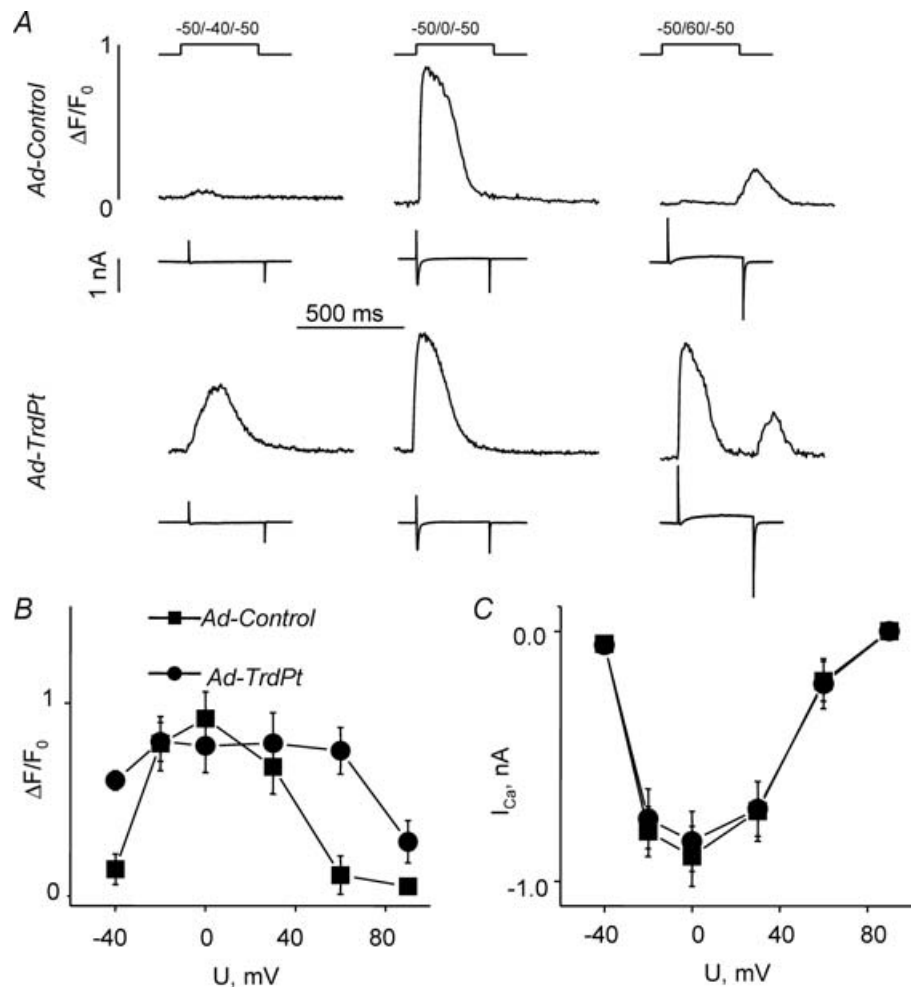 A
-50/-40/-50
-50/0/-50
-50/60/-50
1
ΔF/F0
0
Ad-Control
1 nA
500 ms
Ad-TrdPt
B
Ad-Control
Ad-TrdPt
1
ΔF/F0
0
-40 0 40 80
U, mV
C
0.0
ICa, nA
-1.0
-40 0 40 80
U, mV